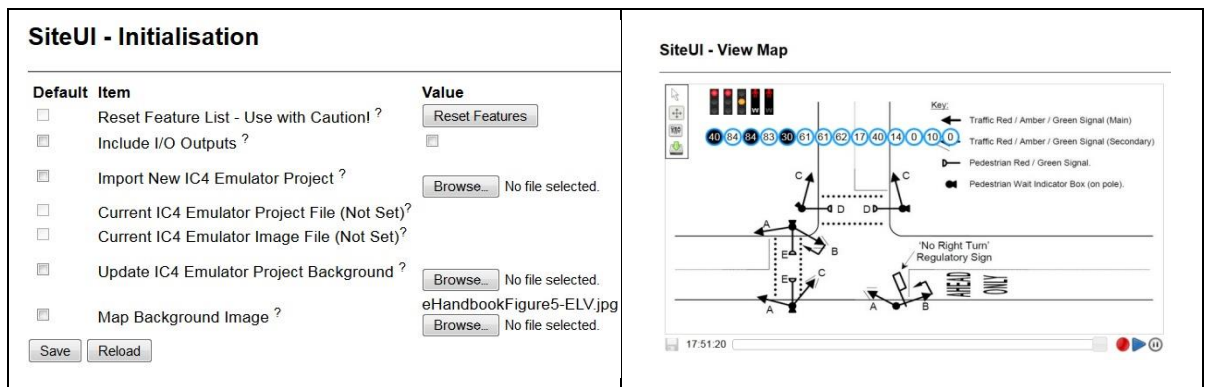 SiteUI - Initialisation
Default Item Value
Reset Feature List - Use with Caution! ? Reset Features
Include I/O Outputs ?
Import New IC4 Emulator Project ? Browse... No file selected.
Current IC4 Emulator Project File (Not Set)?
Current IC4 Emulator Image File (Not Set)?
Update IC4 Emulator Project Background ? Browse... No file selected.
eHandbookFigure5-ELV.jpg
Map Background Image ? Browse... No file selected.
Save Reload
SiteUI - View Map
Key:
Traffic Red / Amber / Green Signal (Main)
40 84 84 83 30 61 61 62 17 40 14 0 10 0
Traffic Red / Amber / Green Signal (Secondary)
Pedestrian Red / Green Signal.
Pedestrian Wait Indicator Box (on pole).
C C
D D
A B
'No Right Turn'
Regulatory Sign
E
E C
AHEAD ONLY
A A B
17:51:20